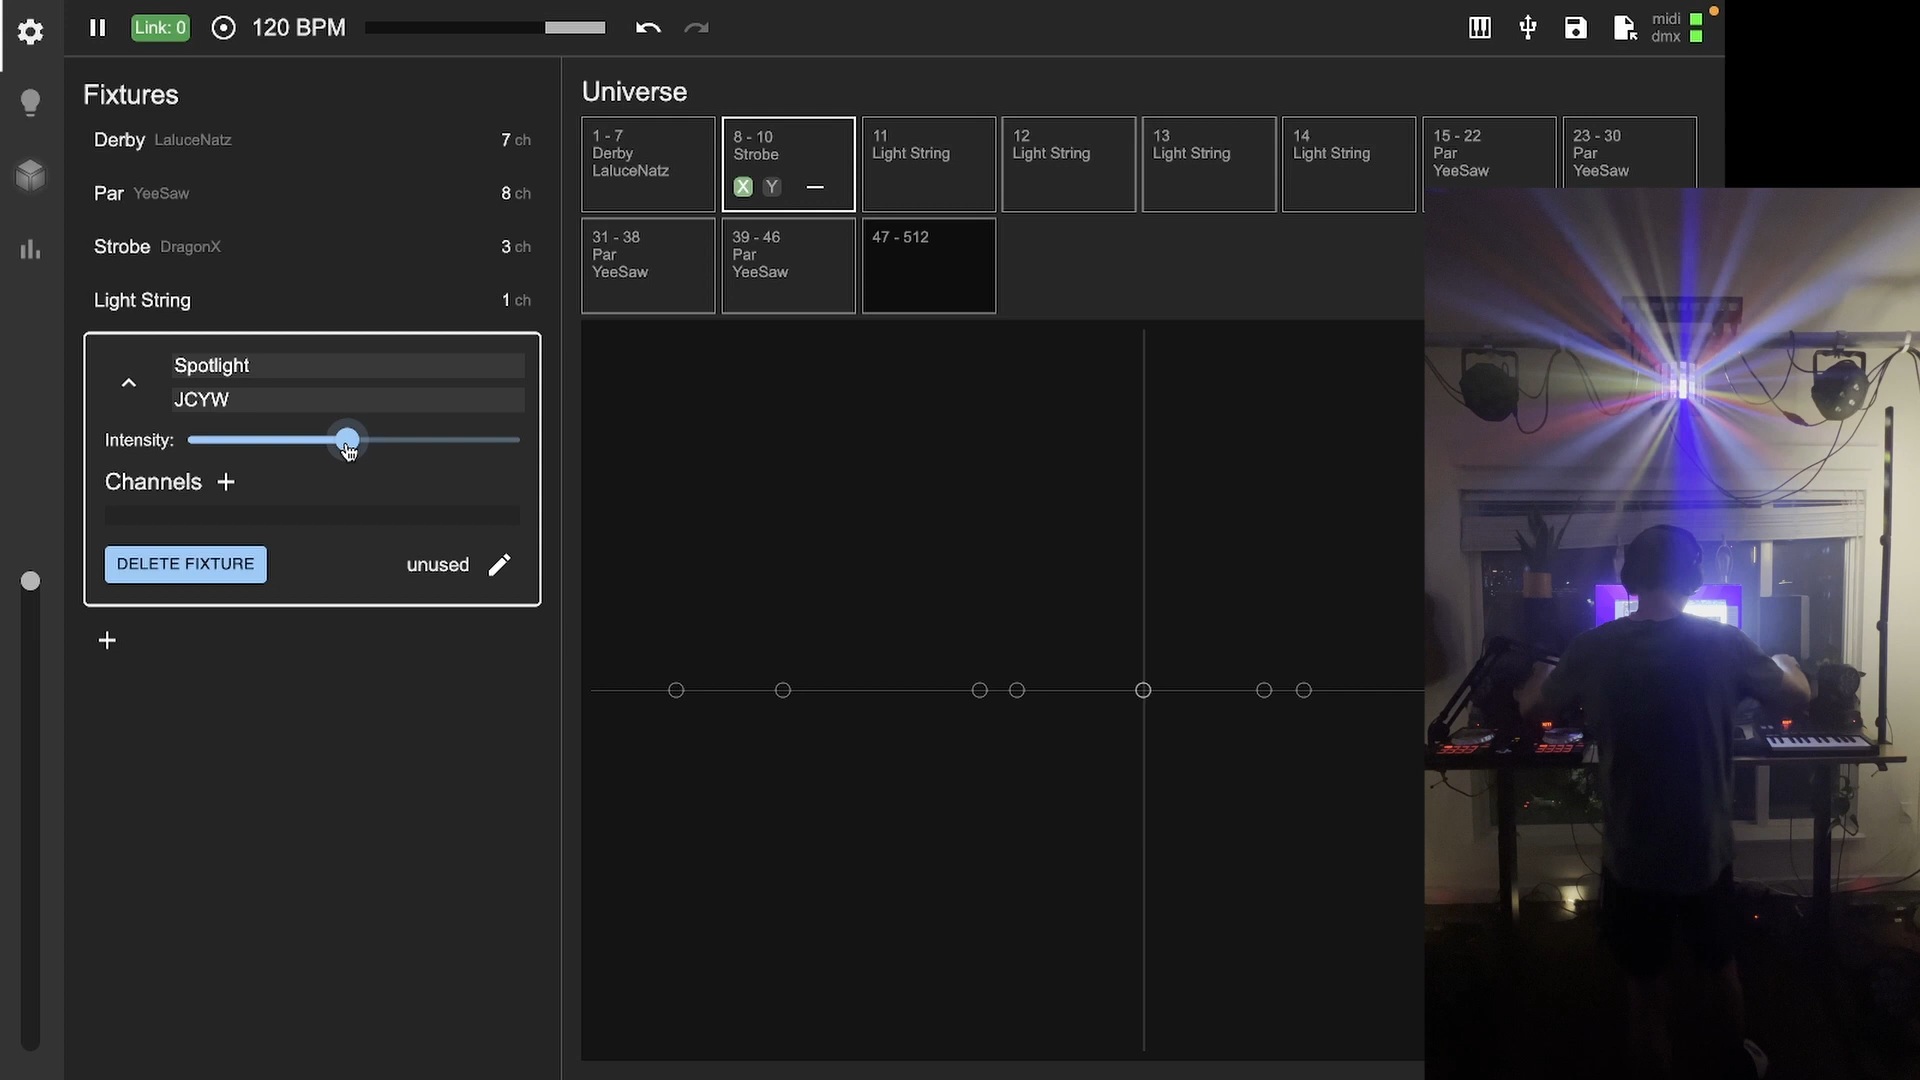 Link: 0
120 BPM
midi
dmx
Fixtures
Derby LaluceNatz 7 ch
Par YeeSaw 8 ch
Strobe DragonX 3 ch
Light String 1 ch
Spotlight
JCYW
Intensity:
Channels +
DELETE FIXTURE
unused
+
Universe
1 - 7
Derby
LaluceNatz
8 - 10
Strobe
X Y
11
Light String
12
Light String
13
Light String
14
Light String
15 - 22
Par
YeeSaw
23 - 30
Par
YeeSaw
31 - 38
Par
YeeSaw
39 - 46
Par
YeeSaw
47 - 512